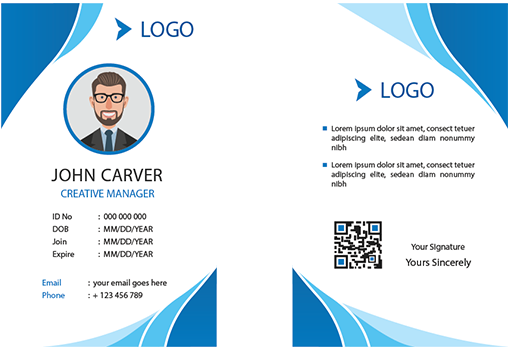 LOGO
JOHN CARVER
CREATIVE MANAGER
ID No : 000 000 000
DOB : MM/DD/YEAR
Join : MM/DD/YEAR
Expire : MM/DD/YEAR
Email : your email goes here
Phone : + 123 456 789
LOGO
Lorem ipsum dolor sit amet, consect tetuer
adipiscing elite, sedean diam nonummy
nibh
Lorem ipsum dolor sit amet, consect tetuer
adipiscing elite, sedean diam nonummy
nibh
Your Signature
Yours Sincerely